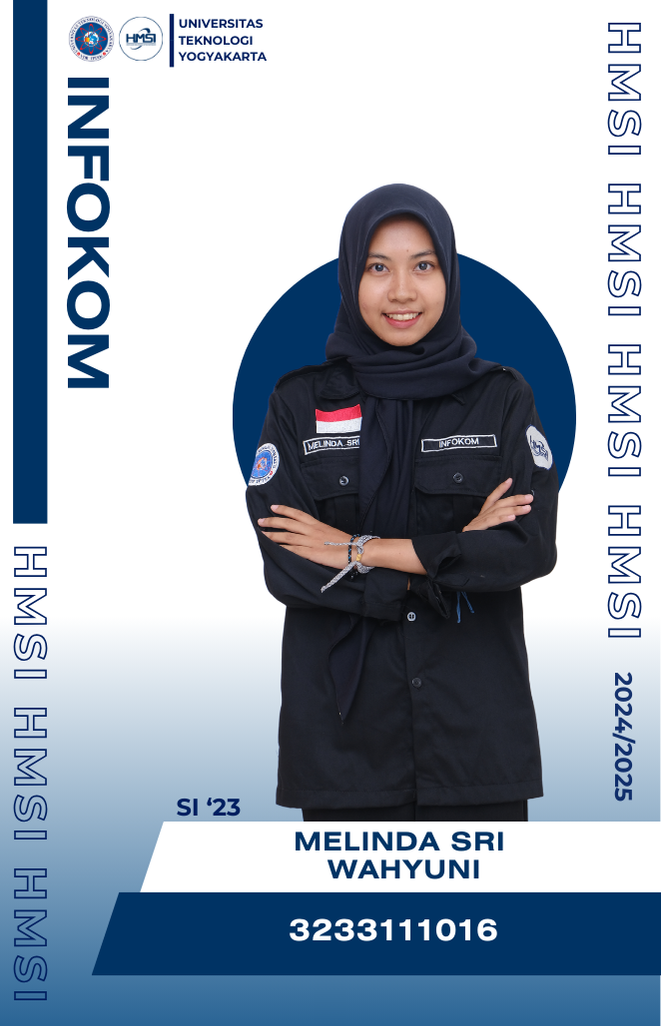 HMSI
UNIVERSITAS
TEKNOLOGI
YOGYAKARTA
INFOKOM
HMSI HMSI HMSI HMSI
2024/2025
MELINDA SRI
INFOKOM
HMSI HMSI HMSI
SI ‘23
MELINDA SRI
WAHYUNI
3233111016